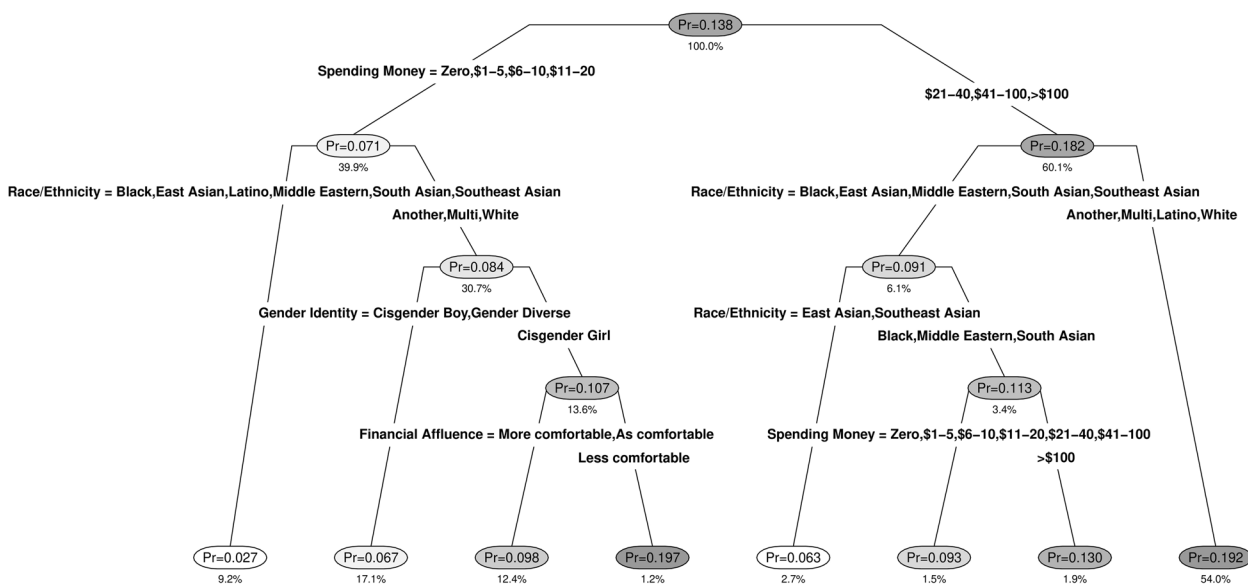 Pr=0.138
100.0%
Spending Money = Zero,$1−5,$6−10,$11−20
$21−40,$41−100,>$100
Pr=0.071
39.9%
Pr=0.182
60.1%
Race/Ethnicity = Black,East Asian,Latino,Middle Eastern,South Asian,Southeast Asian
Another,Multi,White
Race/Ethnicity = Black,East Asian,Middle Eastern,South Asian,Southeast Asian
Another,Multi,Latino,White
Pr=0.084
30.7%
Pr=0.091
6.1%
Gender Identity = Cisgender Boy,Gender Diverse
Cisgender Girl
Race/Ethnicity = East Asian,Southeast Asian
Black,Middle Eastern,South Asian
Pr=0.107
13.6%
Pr=0.113
3.4%
Financial Affluence = More comfortable,As comfortable
Less comfortable
Spending Money = Zero,$1−5,$6−10,$11−20,$21−40,$41−100
>$100
Pr=0.027
9.2%
Pr=0.067
17.1%
Pr=0.098
12.4%
Pr=0.197
1.2%
Pr=0.063
2.7%
Pr=0.093
1.5%
Pr=0.130
1.9%
Pr=0.192
54.0%